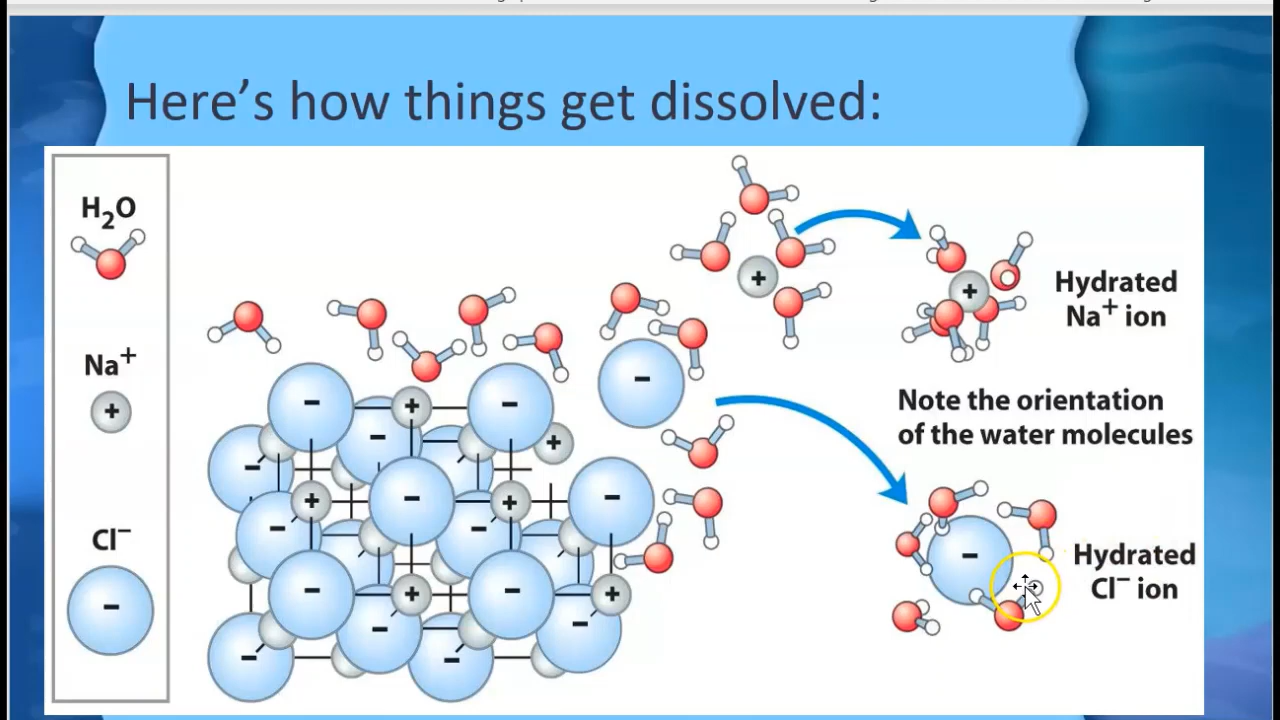 Here's how things get dissolved:
H₂O
Na⁺
+
Cl⁻
-
Hydrated
Na⁺ ion
Note the orientation
of the water molecules
Hydrated
Cl⁻ ion